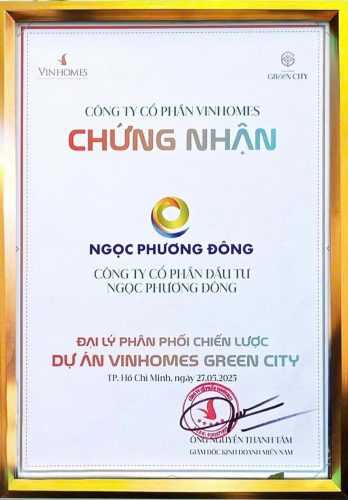 VINHOMES
GREEN CITY
CÔNG TY CỔ PHẦN VINHOMES
CHỨNG NHẬN
NGỌC PHƯƠNG ĐÔNG
CÔNG TY CỔ PHẦN ĐẦU TƯ
NGỌC PHƯƠNG ĐÔNG
ĐẠI LÝ PHÂN PHỐI CHIẾN LƯỢC
DỰ ÁN VINHOMES GREEN CITY
TP. Hồ Chí Minh, ngày 27.05.2025
ÔNG NGUYỄN THANH TÂM
GIÁM ĐỐC KINH DOANH MIỀN NAM